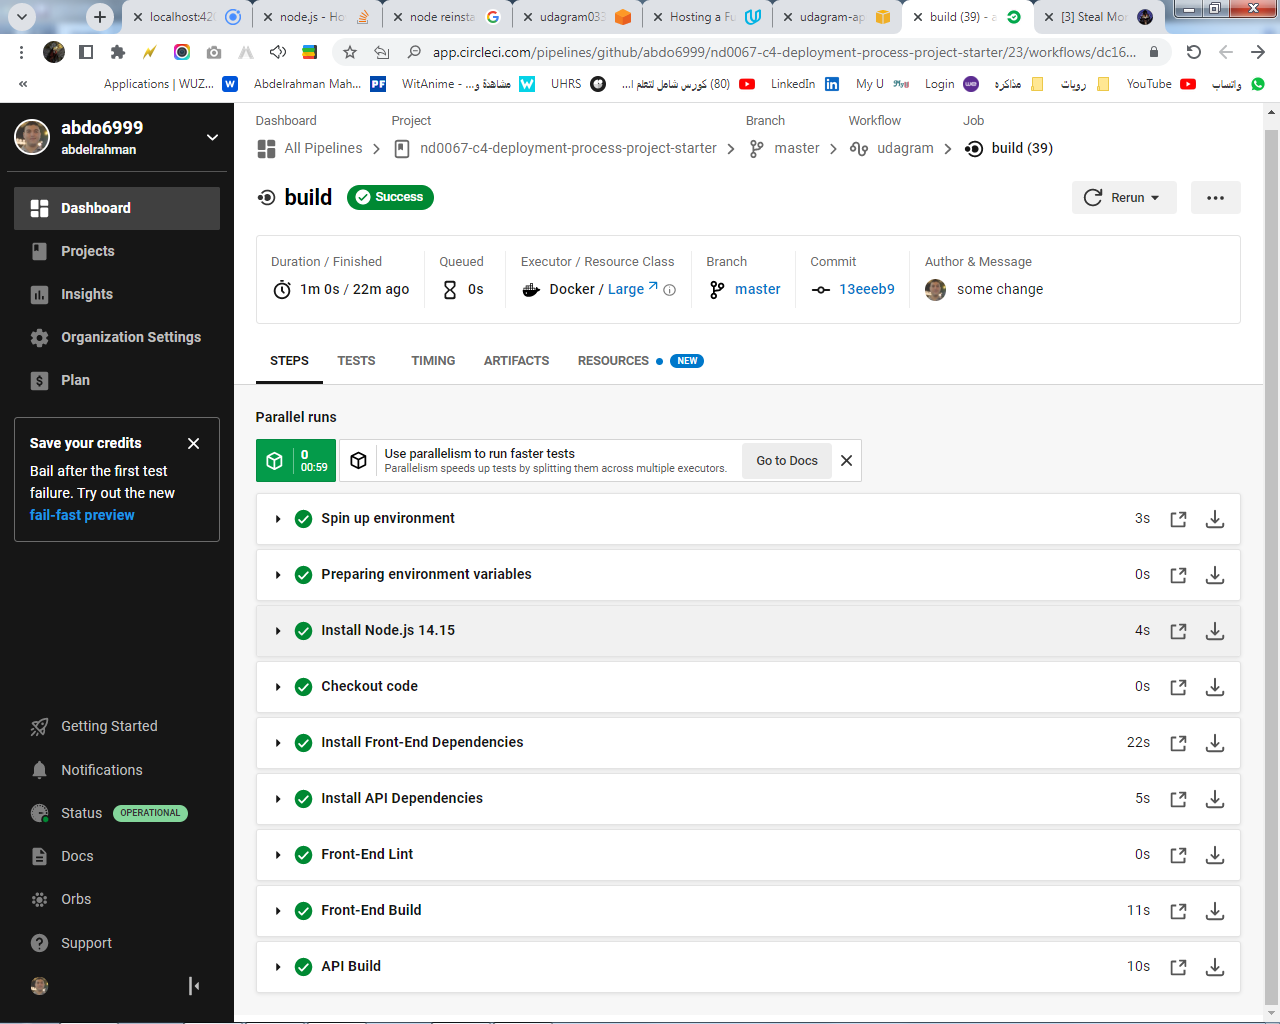 localhost:420
node.js - Ho
node reinsta
udagram033
Hosting a Fu
udagram-ap
build (39) - a
[3] Steal Mor
app.circleci.com/pipelines/github/abdo6999/nd0067-c4-deployment-process-project-starter/23/workflows/dc16...
Applications | WUZ...
Abdelrahman Mah...
WitAnime - مشاهدة و...
UHRS
(80) كورس شامل لتعلم ا...
LinkedIn
My U
Login
مذاكره
رويات
YouTube
واتساب
abdo6999
abdelrahman
Dashboard
Projects
Insights
Organization Settings
Plan
Save your credits
Bail after the first test
failure. Try out the new
fail-fast preview
Getting Started
Notifications
Status OPERATIONAL
Docs
Orbs
Support
Dashboard Project Branch Workflow Job
All Pipelines nd0067-c4-deployment-process-project-starter master udagram build (39)
build Success
Rerun
Duration / Finished Queued Executor / Resource Class Branch Commit Author & Message
1m 0s / 22m ago 0s Docker / Large master 13eeeb9 some change
STEPS TESTS TIMING ARTIFACTS RESOURCES NEW
Parallel runs
0
00:59
Use parallelism to run faster tests
Parallelism speeds up tests by splitting them across multiple executors.
Go to Docs
Spin up environment 3s
Preparing environment variables 0s
Install Node.js 14.15 4s
Checkout code 0s
Install Front-End Dependencies 22s
Install API Dependencies 5s
Front-End Lint 0s
Front-End Build 11s
API Build 10s